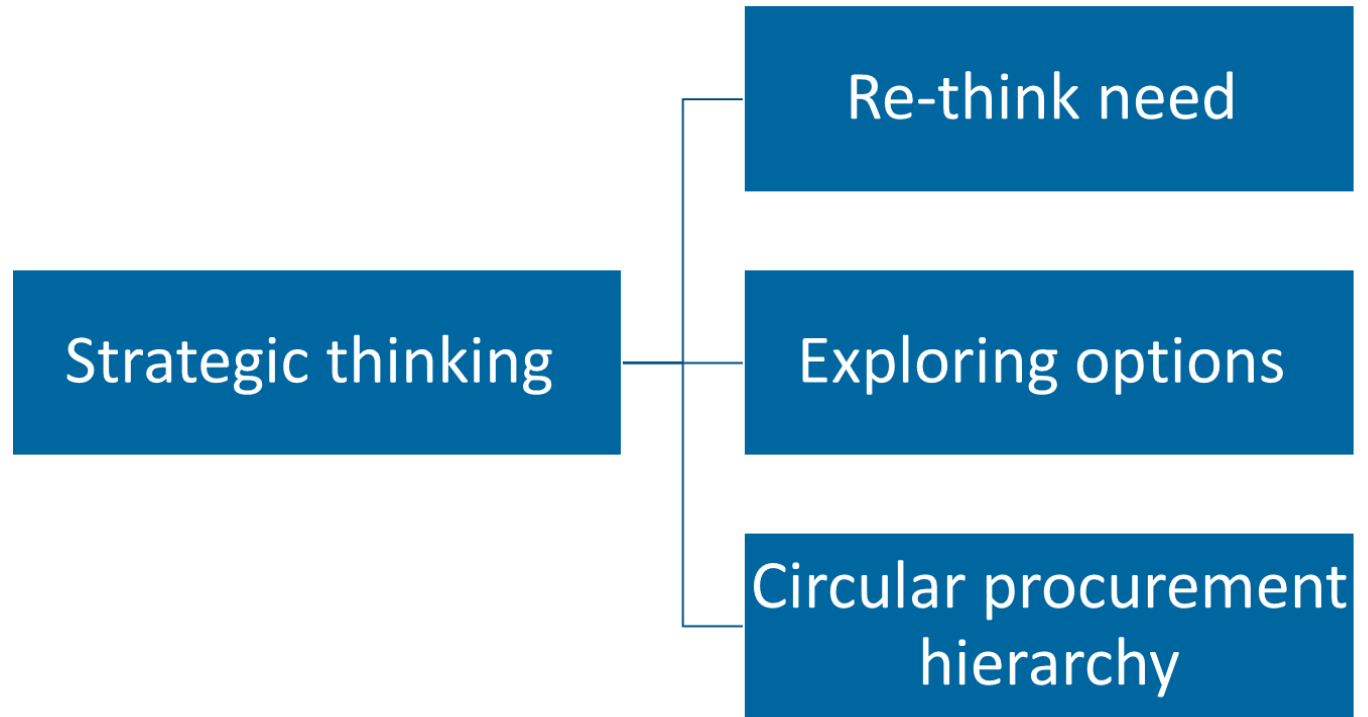 Re-think need
Strategic thinking
Exploring options
Circular procurement
hierarchy